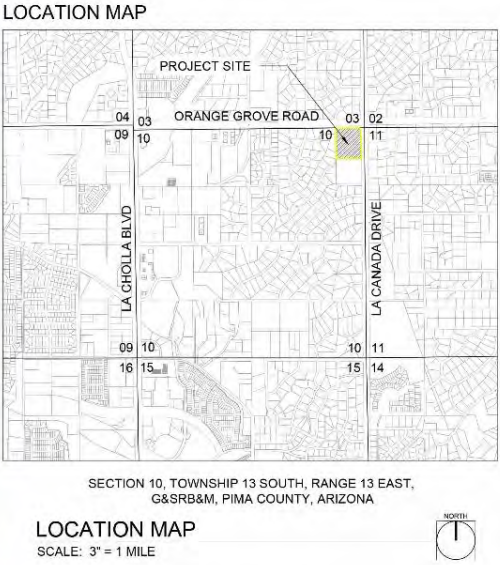 LOCATION MAP
PROJECT SITE
04 03 ORANGE GROVE ROAD 03 02
09 10 10 11
LA CHOLLA BLVD
LA CANADA DRIVE
09 10 10 11
16 15 15 14
SECTION 10, TOWNSHIP 13 SOUTH, RANGE 13 EAST,
G&SRB&M, PIMA COUNTY, ARIZONA
LOCATION MAP
SCALE: 3" = 1 MILE
NORTH